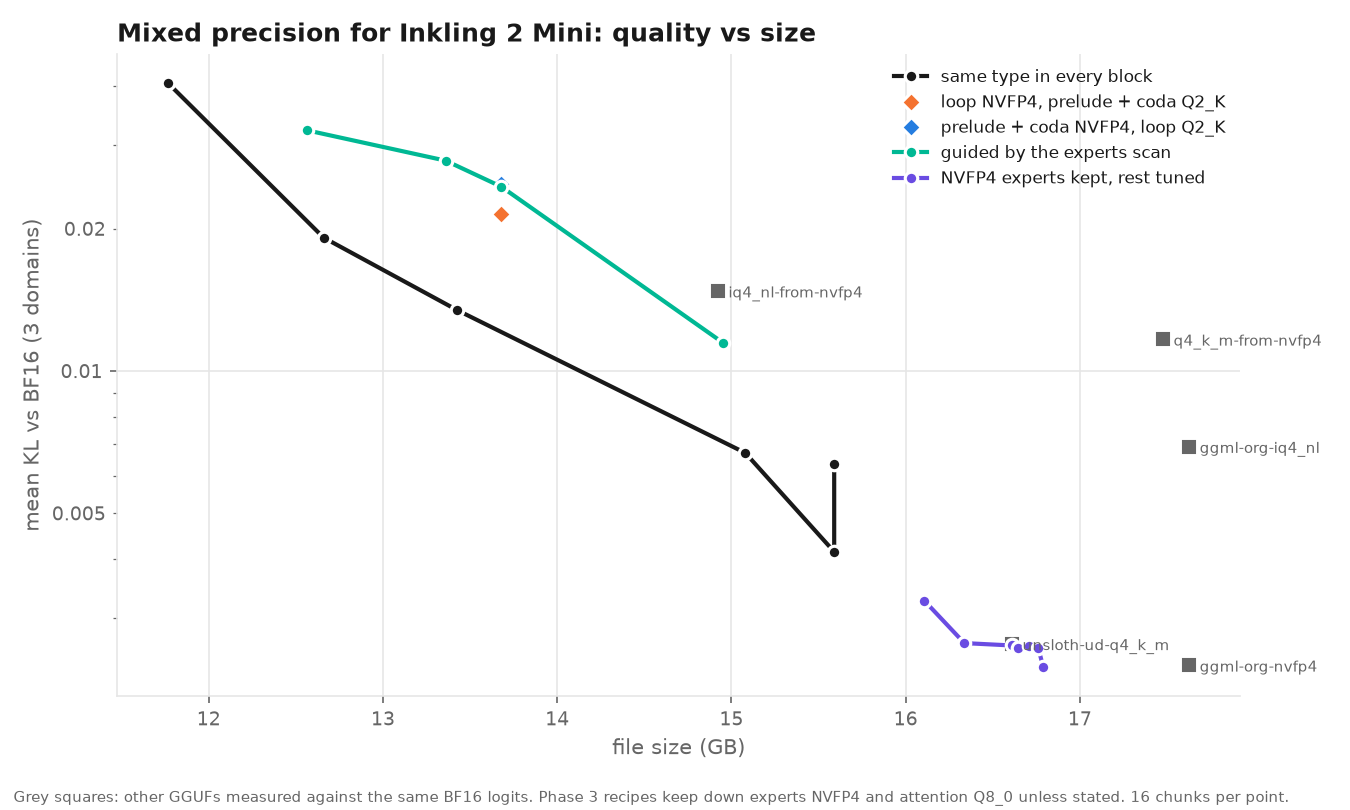 Mixed precision for Inkling 2 Mini: quality vs size
same type in every block
loop NVFP4, prelude + coda Q2_K
prelude + coda NVFP4, loop Q2_K
guided by the experts scan
NVFP4 experts kept, rest tuned
mean KL vs BF16 (3 domains)
0.02
0.01
0.005
iq4_nl-from-nvfp4
q4_k_m-from-nvfp4
ggml-org-iq4_nl
unsloth-ud-q4_k_m
ggml-org-nvfp4
12 13 14 15 16 17
file size (GB)
Grey squares: other GGUFs measured against the same BF16 logits. Phase 3 recipes keep down experts NVFP4 and attention Q8_0 unless stated. 16 chunks per point.